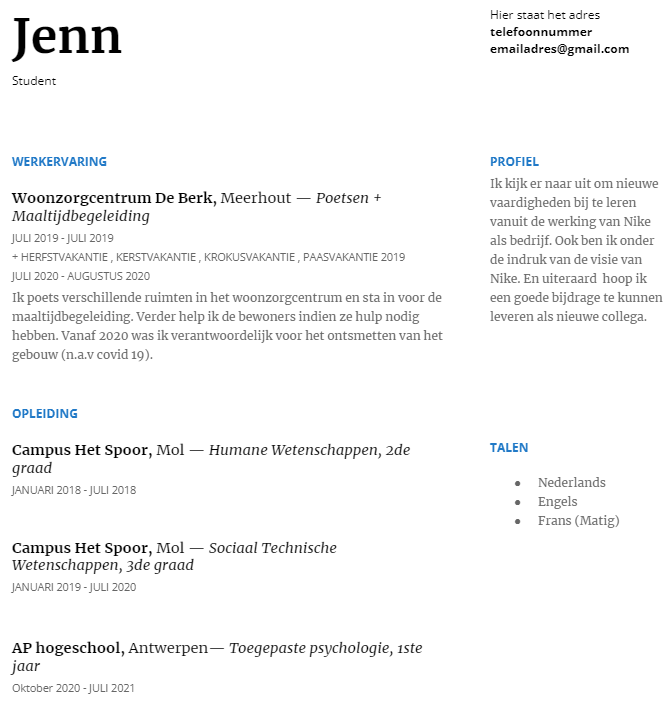 Jenn
Student
Hier staat het adres
telefoonnummer
emailadres@gmail.com
WERKERVARING
Woonzorgcentrum De Berk, Meerhout — Poetsen +
Maaltijdbegeleiding
JULI 2019 - JULI 2019
+ HERFSTVAKANTIE , KERSTVAKANTIE , KROKUSVAKANTIE , PAASVAKANTIE 2019
JULI 2020 - AUGUSTUS 2020
Ik poets verschillende ruimten in het woonzorgcentrum en sta in voor de
maaltijdbegeleiding. Verder help ik de bewoners indien ze hulp nodig
hebben. Vanaf 2020 was ik verantwoordelijk voor het ontsmetten van het
gebouw (n.a.v covid 19).
OPLEIDING
Campus Het Spoor, Mol — Humane Wetenschappen, 2de
graad
JANUARI 2018 - JULI 2018
Campus Het Spoor, Mol — Sociaal Technische
Wetenschappen, 3de graad
JANUARI 2019 - JULI 2020
AP hogeschool, Antwerpen— Toegepaste psychologie, 1ste
jaar
Oktober 2020 - JULI 2021
PROFIEL
Ik kijk er naar uit om nieuwe
vaardigheden bij te leren
vanuit de werking van Nike
als bedrijf. Ook ben ik onder
de indruk van de visie van
Nike. En uiteraard  hoop ik
een goede bijdrage te kunnen
leveren als nieuwe collega.
TALEN
● Nederlands
● Engels
● Frans (Matig)